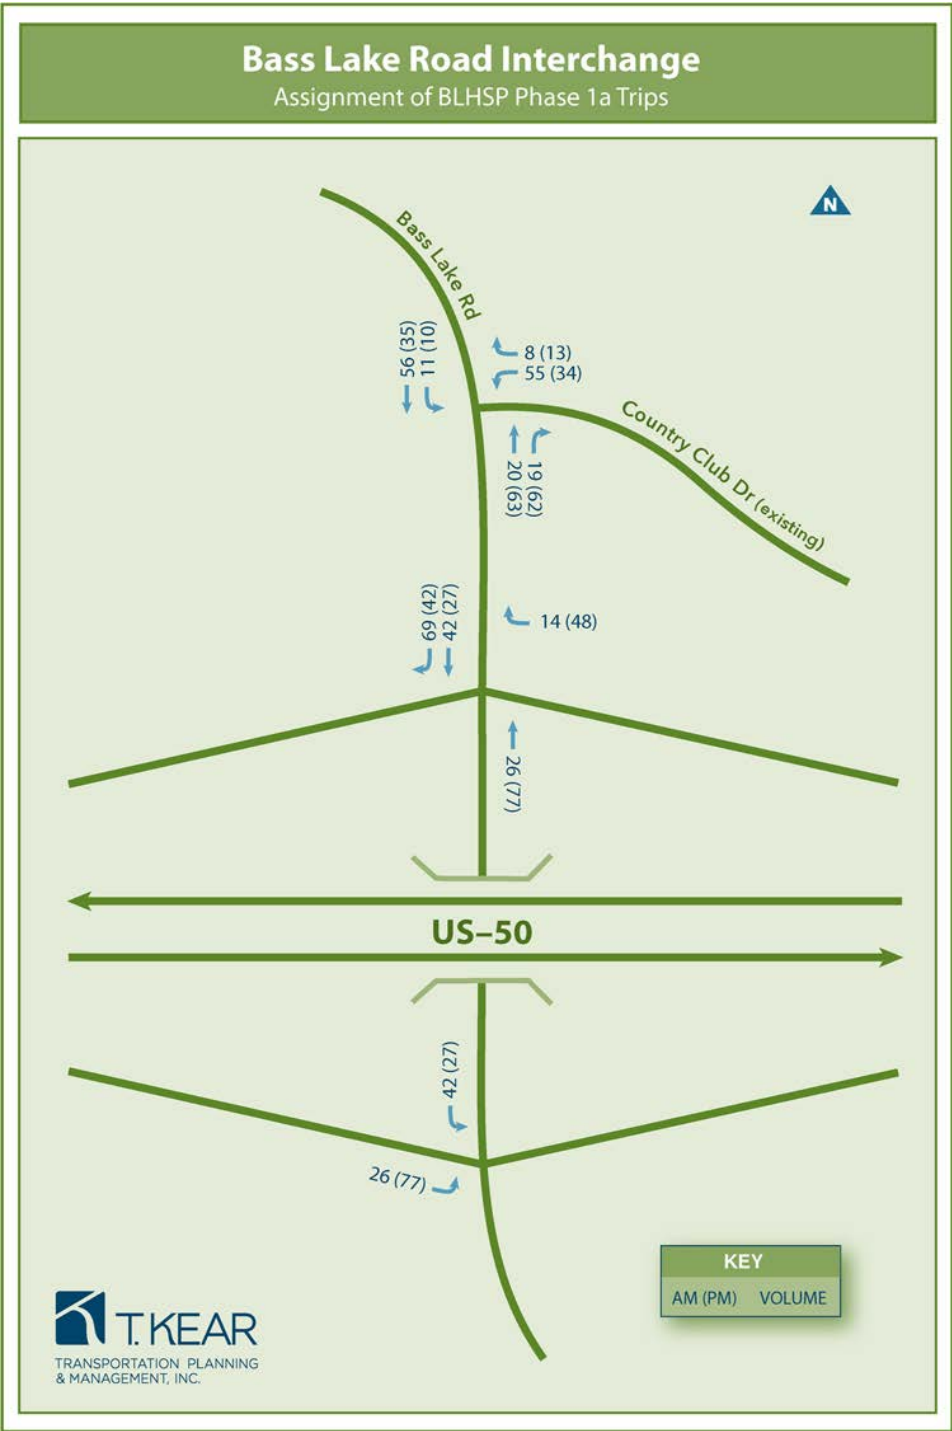 Bass Lake Road Interchange
Assignment of BLHSP Phase 1a Trips
N
Bass Lake Rd
56 (35)
11 (10)
8 (13)
55 (34)
Country Club Dr (existing)
20 (63)
19 (62)
69 (42)
42 (27)
14 (48)
26 (77)
US–50
42 (27)
26 (77)
KEY
AM (PM) VOLUME
T.KEAR
TRANSPORTATION PLANNING
& MANAGEMENT, INC.